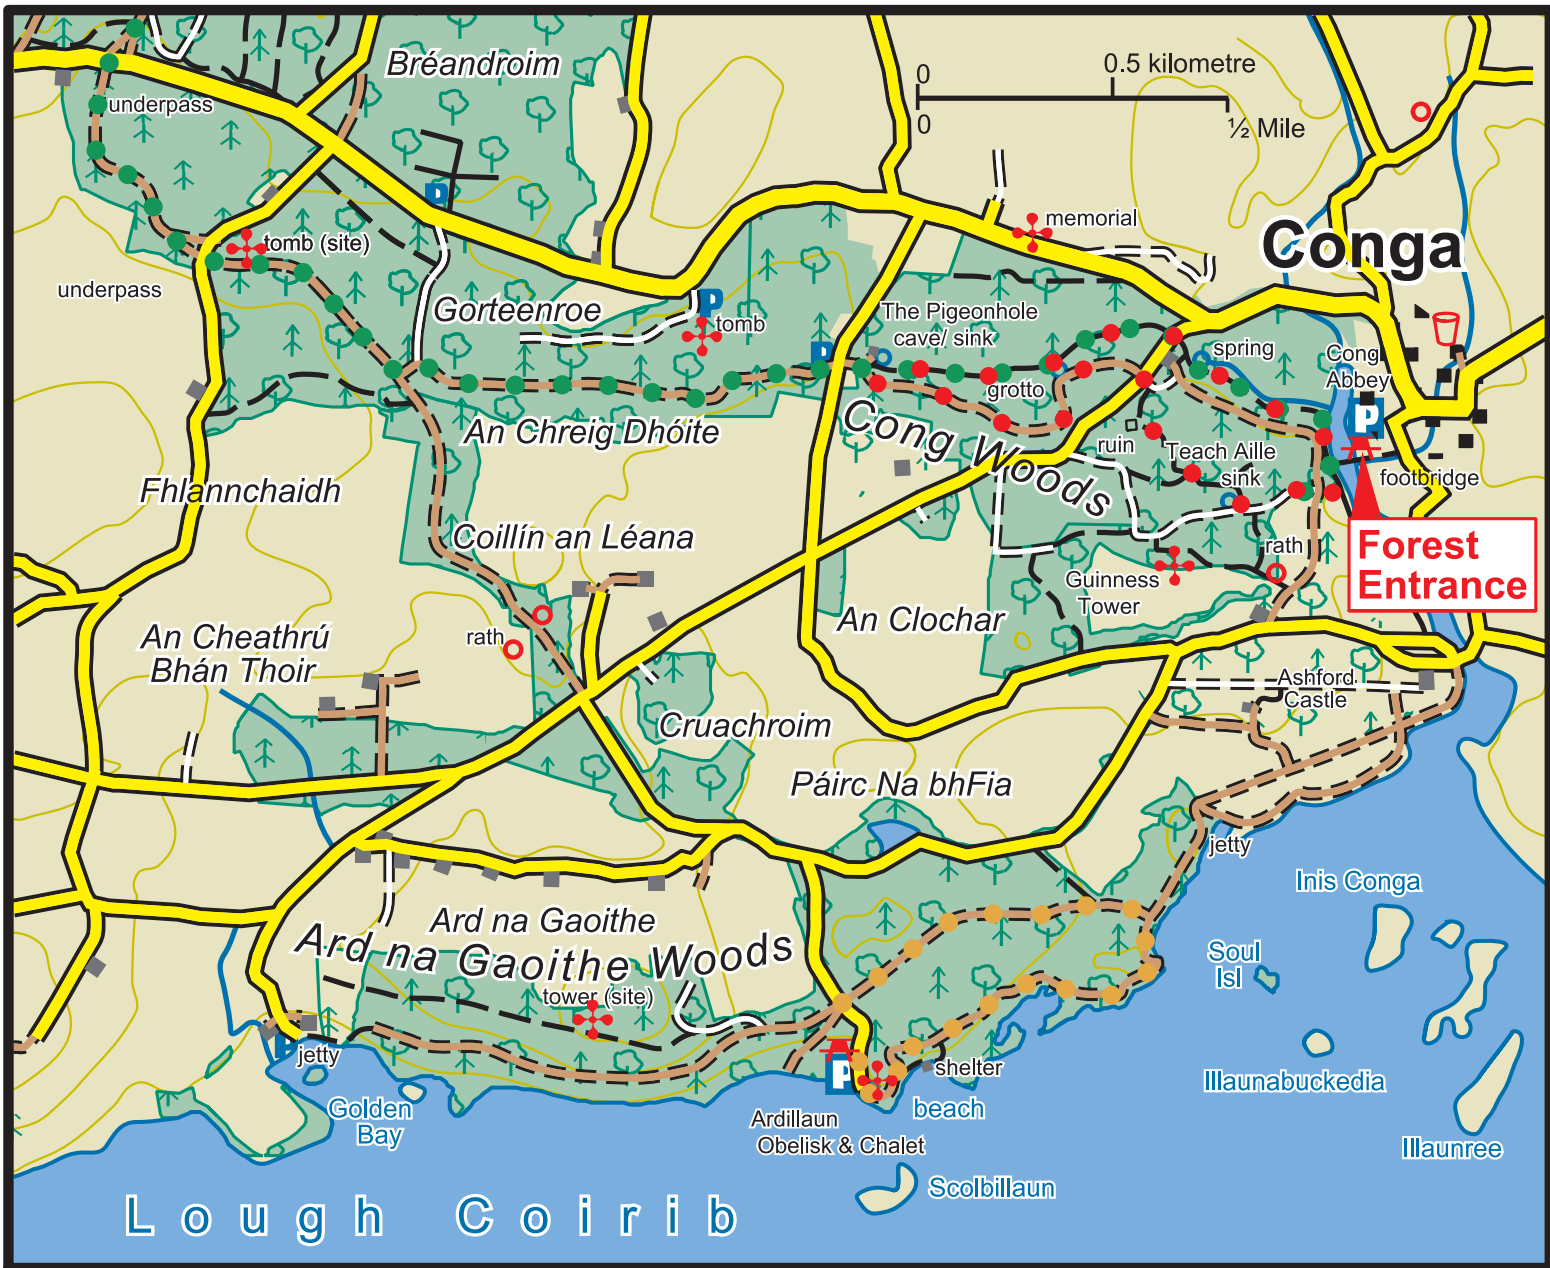 Bréandroim
0
0.5 kilometre
0
½ Mile
underpass
P
memorial
Conga
tomb (site)
underpass
Gorteenroe
P
tomb
The Pigeonhole
cave/ sink
P
spring
Cong
Abbey
grotto
P
An Chreig Dhóite
Cong Woods
ruin
Teach Aille
sink
footbridge
Fhlannchaidh
Coillín an Léana
Forest
Entrance
rath
Guinness
Tower
An Clochar
rath
An Cheathrú
Bhán Thoir
Ashford
Castle
Cruachroim
Páirc Na bhFia
jetty
Inis Conga
Ard na Gaoithe
Ard na Gaoithe Woods
Soul
Isl
tower (site)
P
jetty
P
shelter
Illaunabuckedia
Golden
Bay
beach
Ardillaun
Obelisk & Chalet
Illaunree
Scolbillaun
Lough Coirib